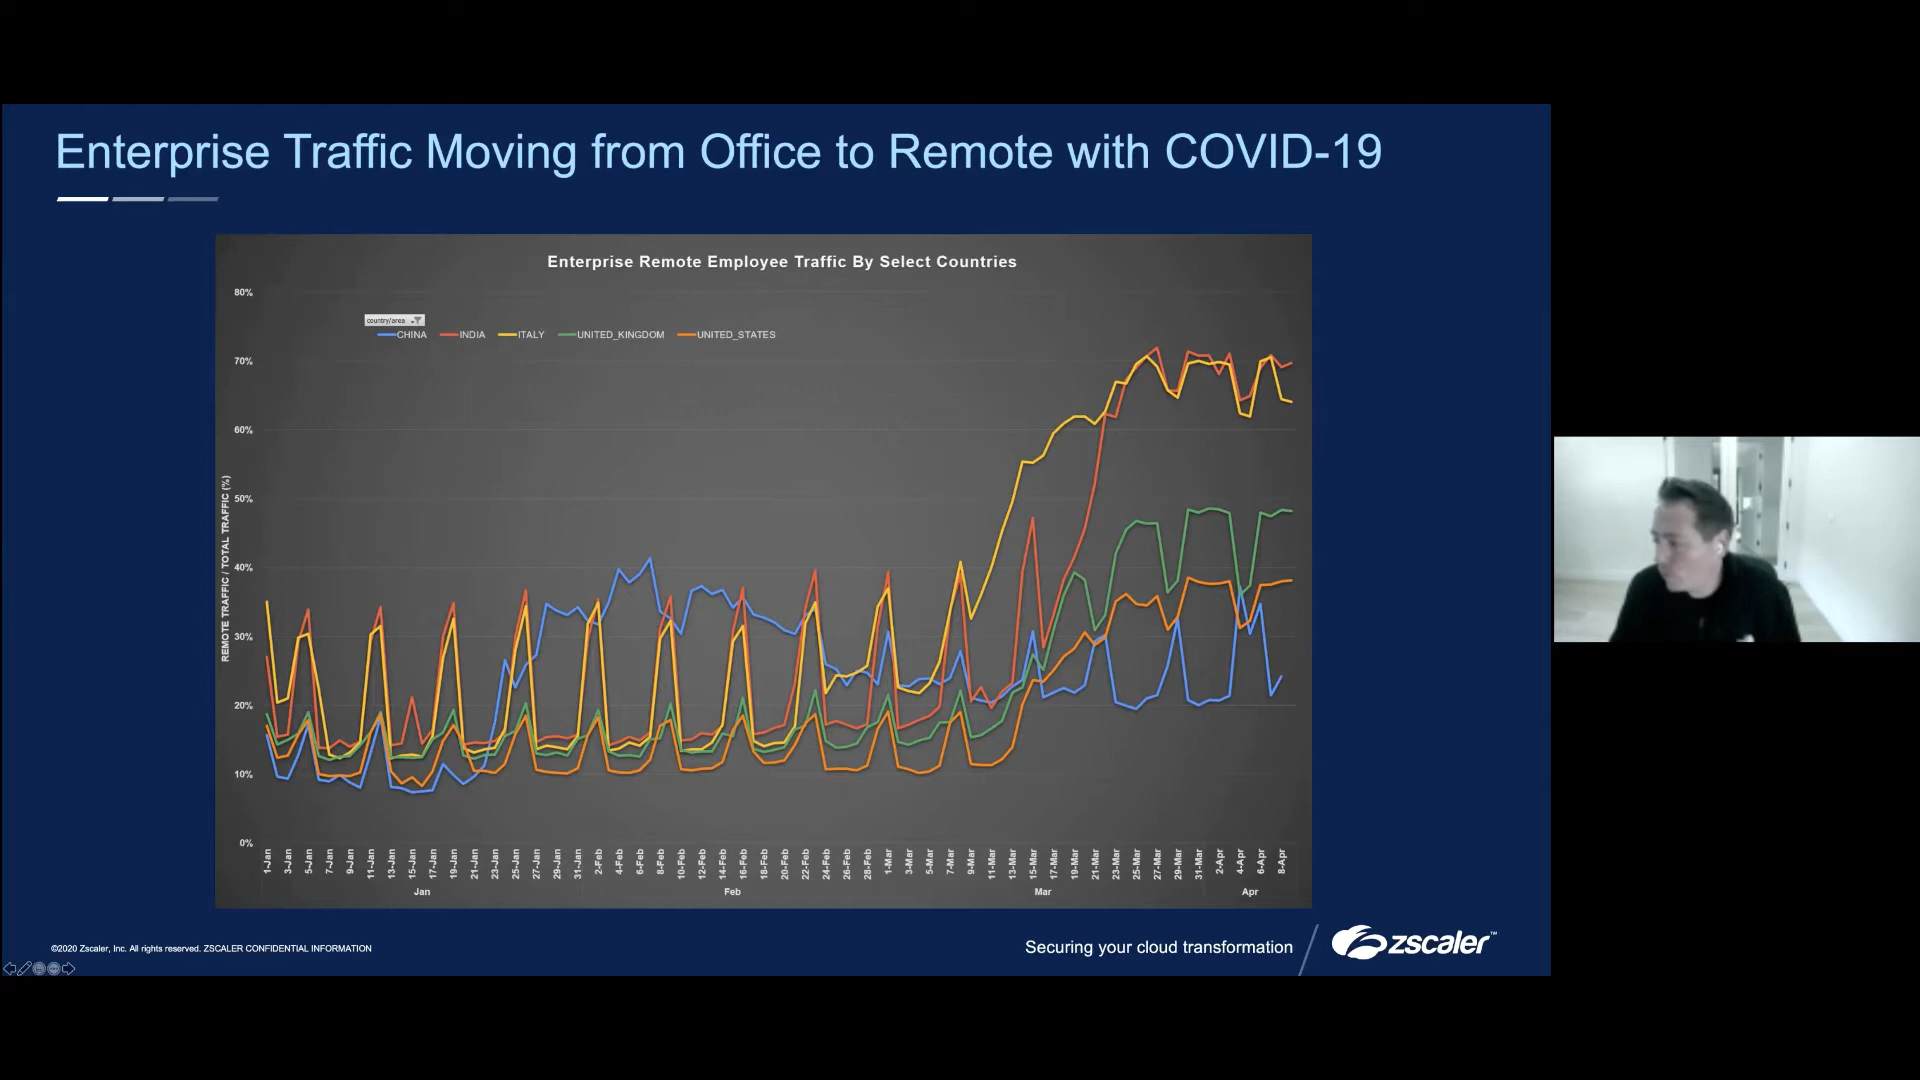 Enterprise Traffic Moving from Office to Remote with COVID-19
Enterprise Remote Employee Traffic By Select Countries
80%
country/area
CHINA INDIA ITALY UNITED_KINGDOM UNITED_STATES
70%
60%
50%
40%
30%
20%
10%
0%
REMOTE TRAFFIC / TOTAL TRAFFIC (%)
1-Jan 3-Jan 5-Jan 7-Jan 9-Jan 11-Jan 13-Jan 15-Jan 17-Jan 19-Jan 21-Jan 23-Jan 25-Jan 27-Jan 29-Jan 31-Jan 2-Feb 4-Feb 6-Feb 8-Feb 10-Feb 12-Feb 14-Feb 16-Feb 18-Feb 20-Feb 22-Feb 24-Feb 26-Feb 28-Feb 1-Mar 3-Mar 5-Mar 7-Mar 9-Mar 11-Mar 13-Mar 15-Mar 17-Mar 19-Mar 21-Mar 23-Mar 25-Mar 27-Mar 29-Mar 31-Mar 2-Apr 4-Apr 6-Apr 8-Apr
Jan Feb Mar Apr
©2020 Zscaler, Inc. All rights reserved. ZSCALER CONFIDENTIAL INFORMATION
Securing your cloud transformation
zscaler™